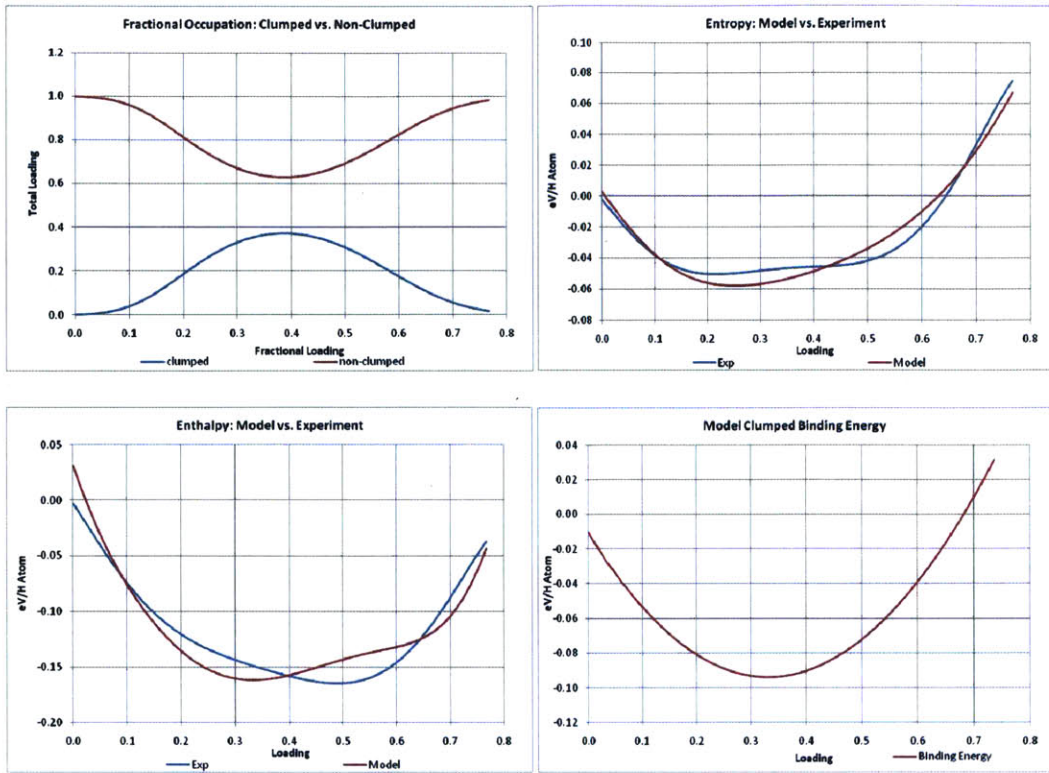 Fractional Occupation: Clumped vs. Non-Clumped
1.2
1.0
0.8
0.6
0.4
0.2
0.0
Total Loading
0.0 0.1 0.2 0.3 0.4 0.5 0.6 0.7 0.8
Fractional Loading
clumped non-clumped
Entropy: Model vs. Experiment
0.10
0.08
0.06
0.04
0.02
0.00
-0.02
-0.04
-0.06
-0.08
eV/H Atom
0.0 0.1 0.2 0.3 0.4 0.5 0.6 0.7 0.8
Loading
Exp Model
Enthalpy: Model vs. Experiment
0.05
0.00
-0.05
-0.10
-0.15
-0.20
eV/H Atom
0.0 0.1 0.2 0.3 0.4 0.5 0.6 0.7 0.8
Loading
Exp Model
Model Clumped Binding Energy
0.04
0.02
0.00
-0.02
-0.04
-0.06
-0.08
-0.10
-0.12
eV/H Atom
0.0 0.1 0.2 0.3 0.4 0.5 0.6 0.7 0.8
Loading
Binding Energy